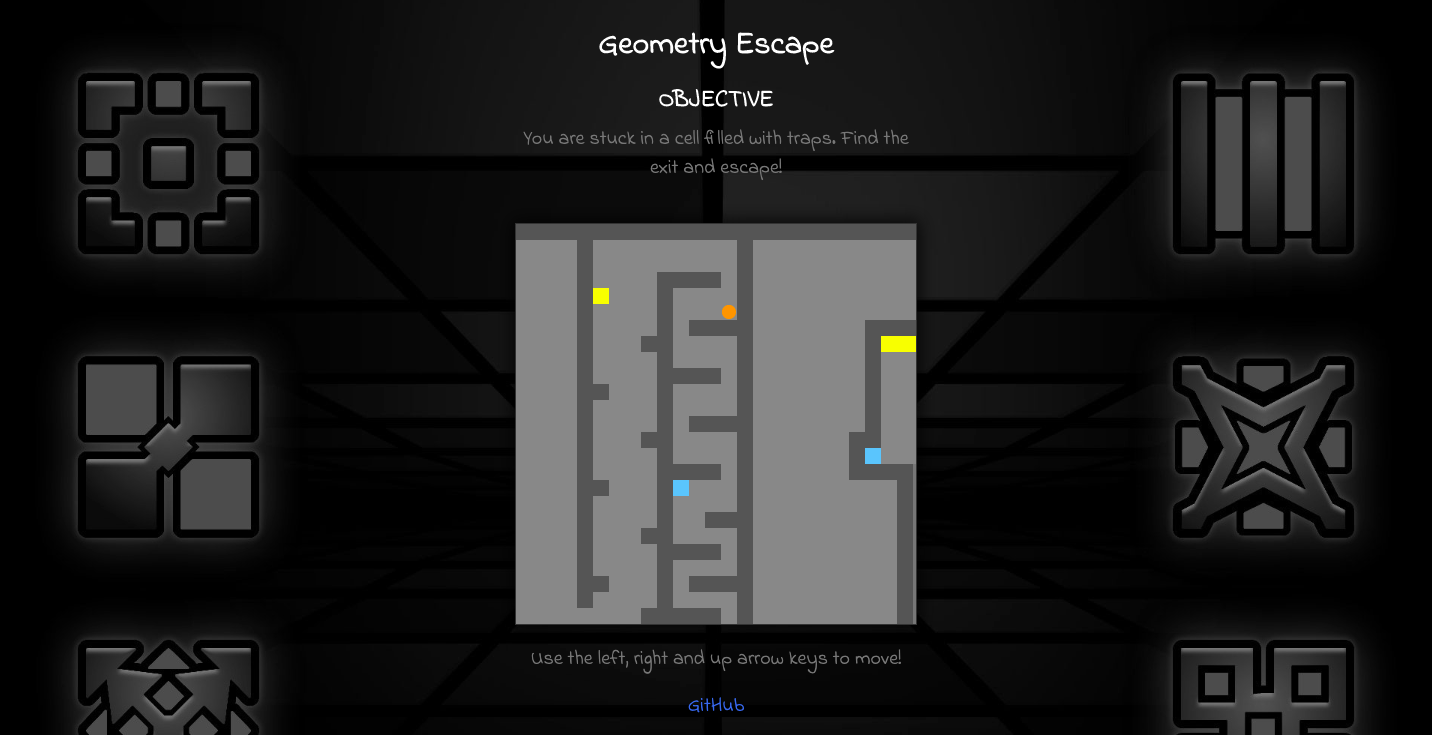 Geometry Escape
OBJECTIVE
You are stuck in a cell filled with traps. Find the
exit and escape!
Use the left, right and up arrow keys to move!
GitHub